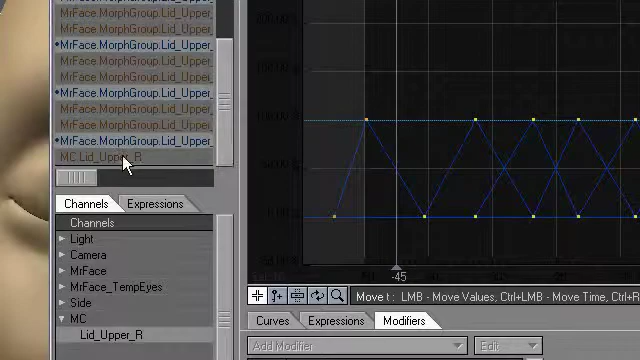 MrFace.MorphGroup.Lid_Upper_
MrFace.MorphGroup.Lid_Upper_
MrFace.MorphGroup.Lid_Upper_
MrFace.MorphGroup.Lid_Upper_
MrFace.MorphGroup.Lid_Upper_
MrFace.MorphGroup.Lid_Upper_
MrFace.MorphGroup.Lid_Upper_
MrFace.MorphGroup.Lid_Upper_
MrFace.MorphGroup.Lid_Upper_
MC.Lid_Upper_R
Channels Expressions
Channels
Light
Camera
MrFace
MrFace_TempEyes
Side
MC
Lid_Upper_R
-45
Move t : LMB - Move Values, Ctrl+LMB - Move Time, Ctrl+R
Curves Expressions Modifiers
Add Modifier Edit